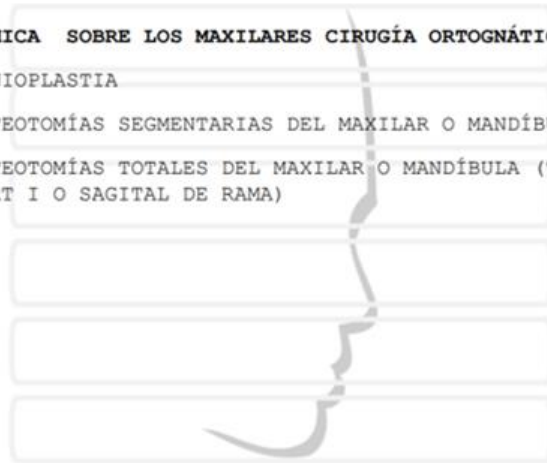 SOBRE LOS MAXILARES CIRUGÍA
SEGMENTARIAS DEL MAXILAR O
TOTALES DEL MAXILAR O MANDÍBULA (
I O SAGITAL DE RAMA)